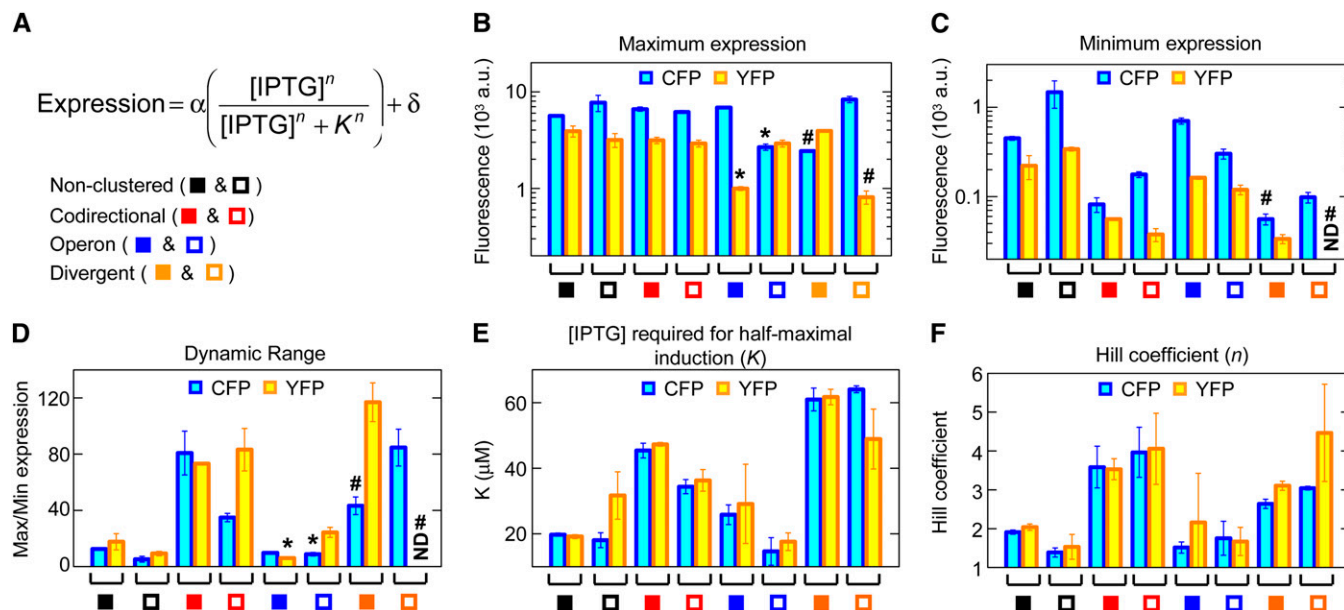 A
Expression = α([IPTG]ⁿ / ([IPTG]ⁿ + Kⁿ)) + δ
Non-clustered ( ■ & □ )
Codirectional ( ■ & □ )
Operon ( ■ & □ )
Divergent ( ■ & □ )
B
Maximum expression
CFP YFP
Fluorescence (10³ a.u.)
10
1
*
*
#
#
C
Minimum expression
CFP YFP
Fluorescence (10³ a.u.)
1
0.1
#
ND#
D
Dynamic Range
CFP YFP
Max/Min expression
120
80
40
0
*
*
#
ND#
E
[IPTG] required for half-maximal
induction (K)
CFP YFP
K (μM)
60
40
20
F
Hill coefficient (n)
CFP YFP
Hill coefficient
6
5
4
3
2
1